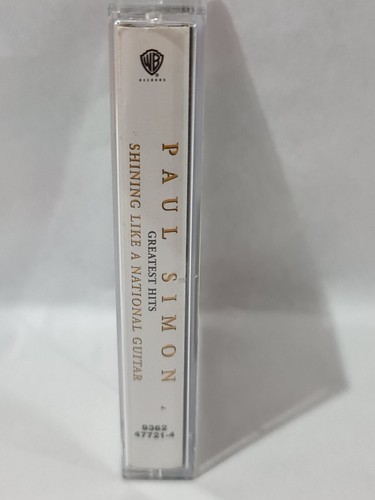 WB
RECORDS
PAUL SIMON
GREATEST HITS
SHINING LIKE A NATIONAL GUITAR
9362
47721-4